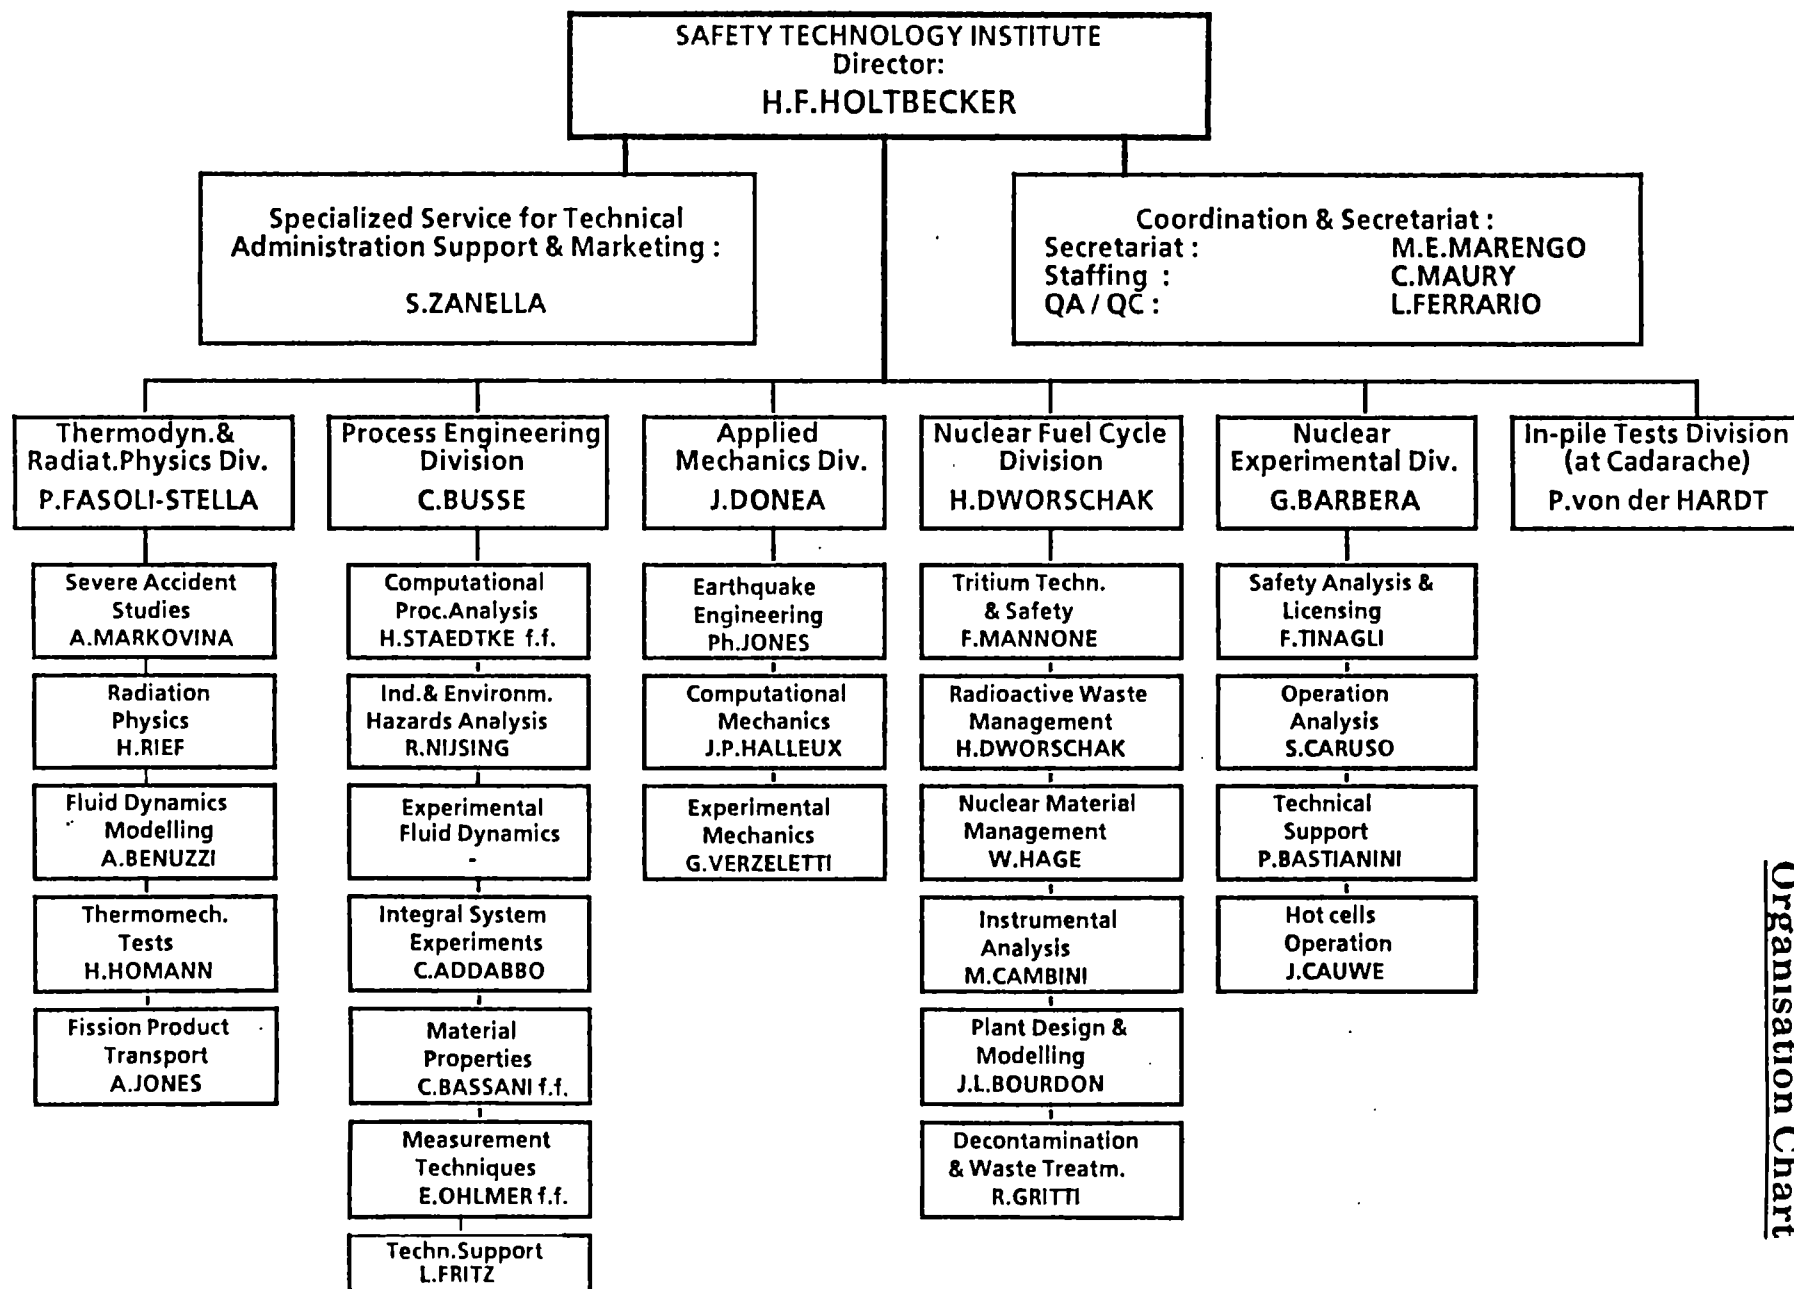 SAFETY TECHNOLOGY INSTITUTE
Director:
H.F.HOLTBECKER
Specialized Service for Technical
Administration Support & Marketing :
S.ZANELLA
Coordination & Secretariat :
Secretariat : M.E.MARENGO
Staffing : C.MAURY
QA / QC : L.FERRARIO
Thermodyn.&
Radiat.Physics Div.
P.FASOLI-STELLA
Severe Accident
Studies
A.MARKOVINA
Radiation
Physics
H.RIEF
Fluid Dynamics
Modelling
A.BENUZZI
Thermomech.
Tests
H.HOMANN
Fission Product
Transport
A.JONES
Process Engineering
Division
C.BUSSE
Computational
Proc.Analysis
H.STAEDTKE f.f.
Ind.& Environm.
Hazards Analysis
R.NIJSING
Experimental
Fluid Dynamics
-
Integral System
Experiments
C.ADDABBO
Material
Properties
C.BASSANI f.f.
Measurement
Techniques
E.OHLMER f.f.
Techn.Support
L.FRITZ
Applied
Mechanics Div.
J.DONEA
Earthquake
Engineering
Ph.JONES
Computational
Mechanics
J.P.HALLEUX
Experimental
Mechanics
G.VERZELETTI
Nuclear Fuel Cycle
Division
H.DWORSCHAK
Tritium Techn.
& Safety
F.MANNONE
Radioactive Waste
Management
H.DWORSCHAK
Nuclear Material
Management
W.HAGE
Instrumental
Analysis
M.CAMBINI
Plant Design &
Modelling
J.L.BOURDON
Decontamination
& Waste Treatm.
R.GRITTI
Nuclear
Experimental Div.
G.BARBERA
Safety Analysis &
Licensing
F.TINAGLI
Operation
Analysis
S.CARUSO
Technical
Support
P.BASTIANINI
Hot cells
Operation
J.CAUWE
In-pile Tests Division
(at Cadarache)
P.von der HARDT
Organisation Chart